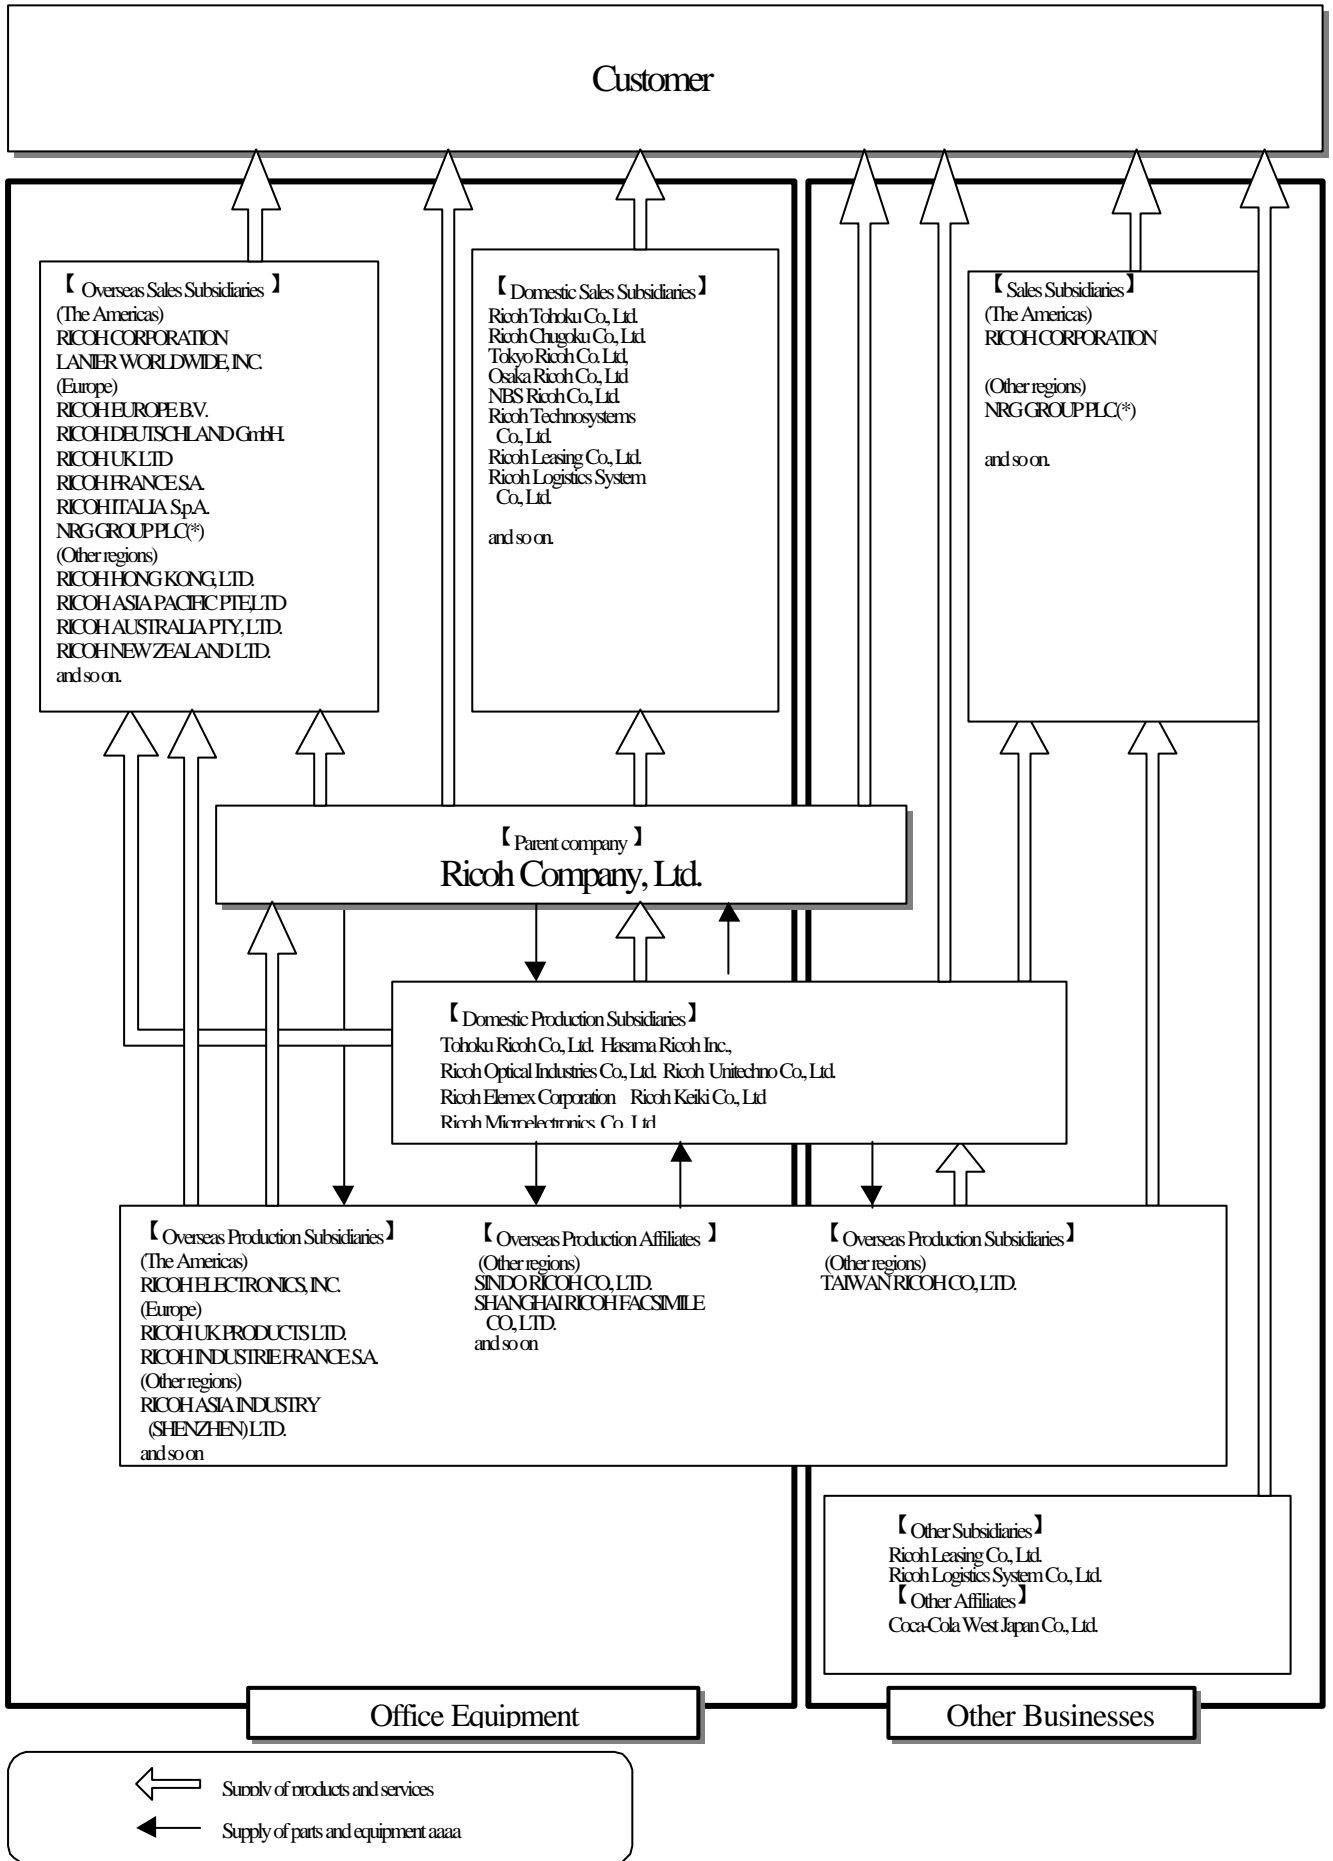 Customer
【 Overseas Sales Subsidiaries 】
(The Americas)
RICOH CORPORATION
LANIER WORLDWIDE, INC.
(Europe)
RICOH EUROPE B.V.
RICOH DEUTSCHLAND GmbH.
RICOH UK LTD
RICOH FRANCE S.A.
RICOH ITALIA S.p.A.
NRG GROUP PLC(*)
(Other regions)
RICOH HONG KONG, LTD.
RICOH ASIA PACIFIC PTE,LTD
RICOH AUSTRALIA PTY, LTD.
RICOH NEW ZEALAND LTD.
and so on.
【 Domestic Sales Subsidiaries 】
Ricoh Tohoku Co., Ltd.
Ricoh Chugoku Co., Ltd.
Tokyo Ricoh Co. Ltd,
Osaka Ricoh Co., Ltd
NBS Ricoh Co., Ltd.
Ricoh Technosystems
Co., Ltd.
Ricoh Leasing Co., Ltd.
Ricoh Logistics System
Co., Ltd.
and so on.
【 Sales Subsidiaries 】
(The Americas)
RICOH CORPORATION
(Other regions)
NRG GROUP PLC(*)
and so on.
【 Parent company 】
Ricoh Company, Ltd.
【 Domestic Production Subsidiaries 】
Tohoku Ricoh Co., Ltd. Hasama Ricoh Inc.,
Ricoh Optical Industries Co., Ltd. Ricoh Unitechno Co., Ltd.
Ricoh Elemex Corporation Ricoh Keiki Co., Ltd
Ricoh Microelectronics Co., Ltd
【 Overseas Production Subsidiaries 】
(The Americas)
RICOH ELECTRONICS, INC.
(Europe)
RICOH UK PRODUCTS LTD.
RICOH INDUSTRIE FRANCE S.A.
(Other regions)
RICOH ASIA INDUSTRY
(SHENZHEN) LTD.
and so on
【 Overseas Production Affiliates 】
(Other regions)
SINDO RICOH CO., LTD.
SHANGHAI RICOH FACSIMILE
CO., LTD.
and so on
【 Overseas Production Subsidiaries 】
(Other regions)
TAIWAN RICOH CO., LTD.
【 Other Subsidiaries 】
Ricoh Leasing Co., Ltd.
Ricoh Logistics System Co., Ltd.
【 Other Affiliates 】
Coca-Cola West Japan Co., Ltd.
Office Equipment
Other Businesses
Supply of products and services
Supply of parts and equipment aaaa